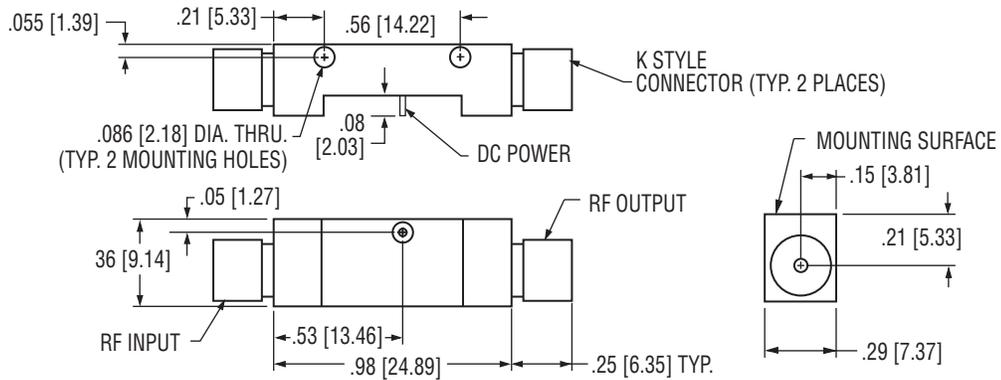 .055 [1.39]
.21 [5.33]
.56 [14.22]
K STYLE
CONNECTOR (TYP. 2 PLACES)
.086 [2.18] DIA. THRU.
(TYP. 2 MOUNTING HOLES)
.08
[2.03]
DC POWER
MOUNTING SURFACE
.15 [3.81]
.05 [1.27]
RF OUTPUT
.21 [5.33]
36 [9.14]
RF INPUT
.53 [13.46]
.98 [24.89]
.25 [6.35] TYP.
.29 [7.37]